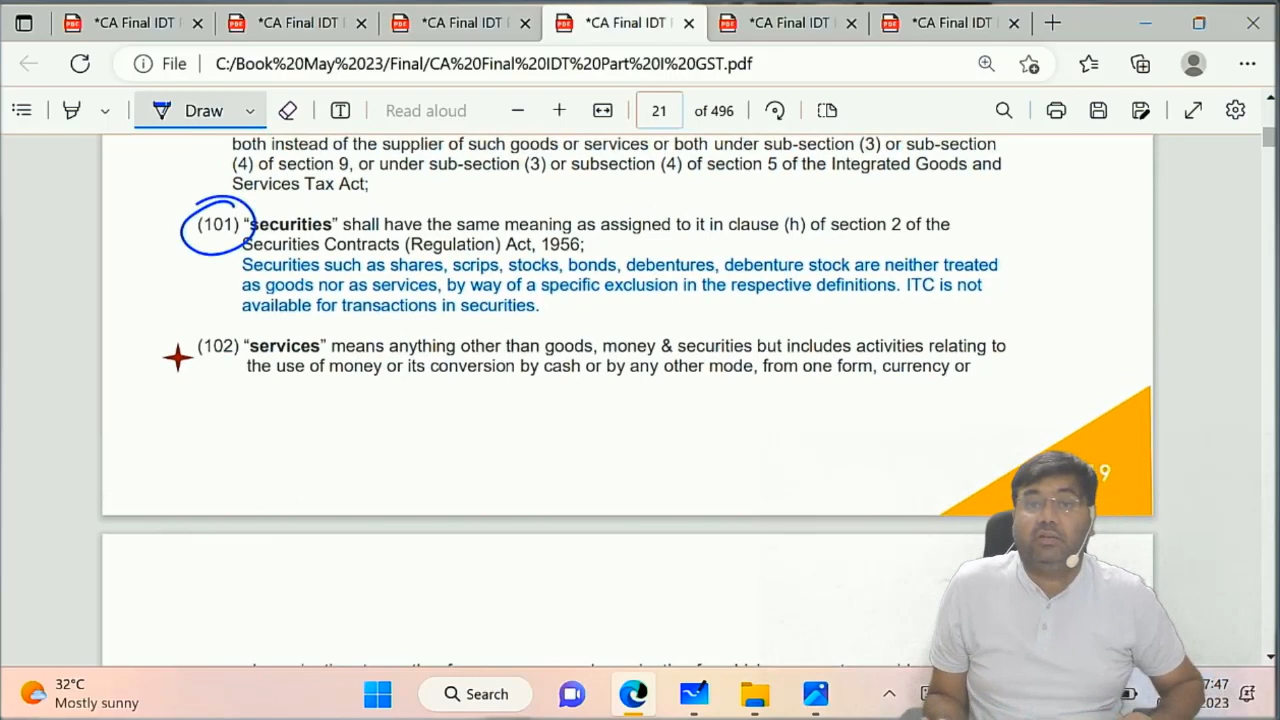 *CA Final IDT
*CA Final IDT
*CA Final IDT
*CA Final IDT
*CA Final IDT
*CA Final IDT
File
C:/Book%20May%202023/Final/CA%20Final%20IDT%20Part%20I%20GST.pdf
Draw
Read aloud
21
of 496
both instead of the supplier of such goods or services or both under sub-section (3) or sub-section
(4) of section 9, or under sub-section (3) or subsection (4) of section 5 of the Integrated Goods and
Services Tax Act;
(101) “securities” shall have the same meaning as assigned to it in clause (h) of section 2 of the
Securities Contracts (Regulation) Act, 1956;
Securities such as shares, scrips, stocks, bonds, debentures, debenture stock are neither treated
as goods nor as services, by way of a specific exclusion in the respective definitions. ITC is not
available for transactions in securities.
(102) “services” means anything other than goods, money & securities but includes activities relating to
the use of money or its conversion by cash or by any other mode, from one form, currency or
9
32°C
Mostly sunny
Search
7:47
2023